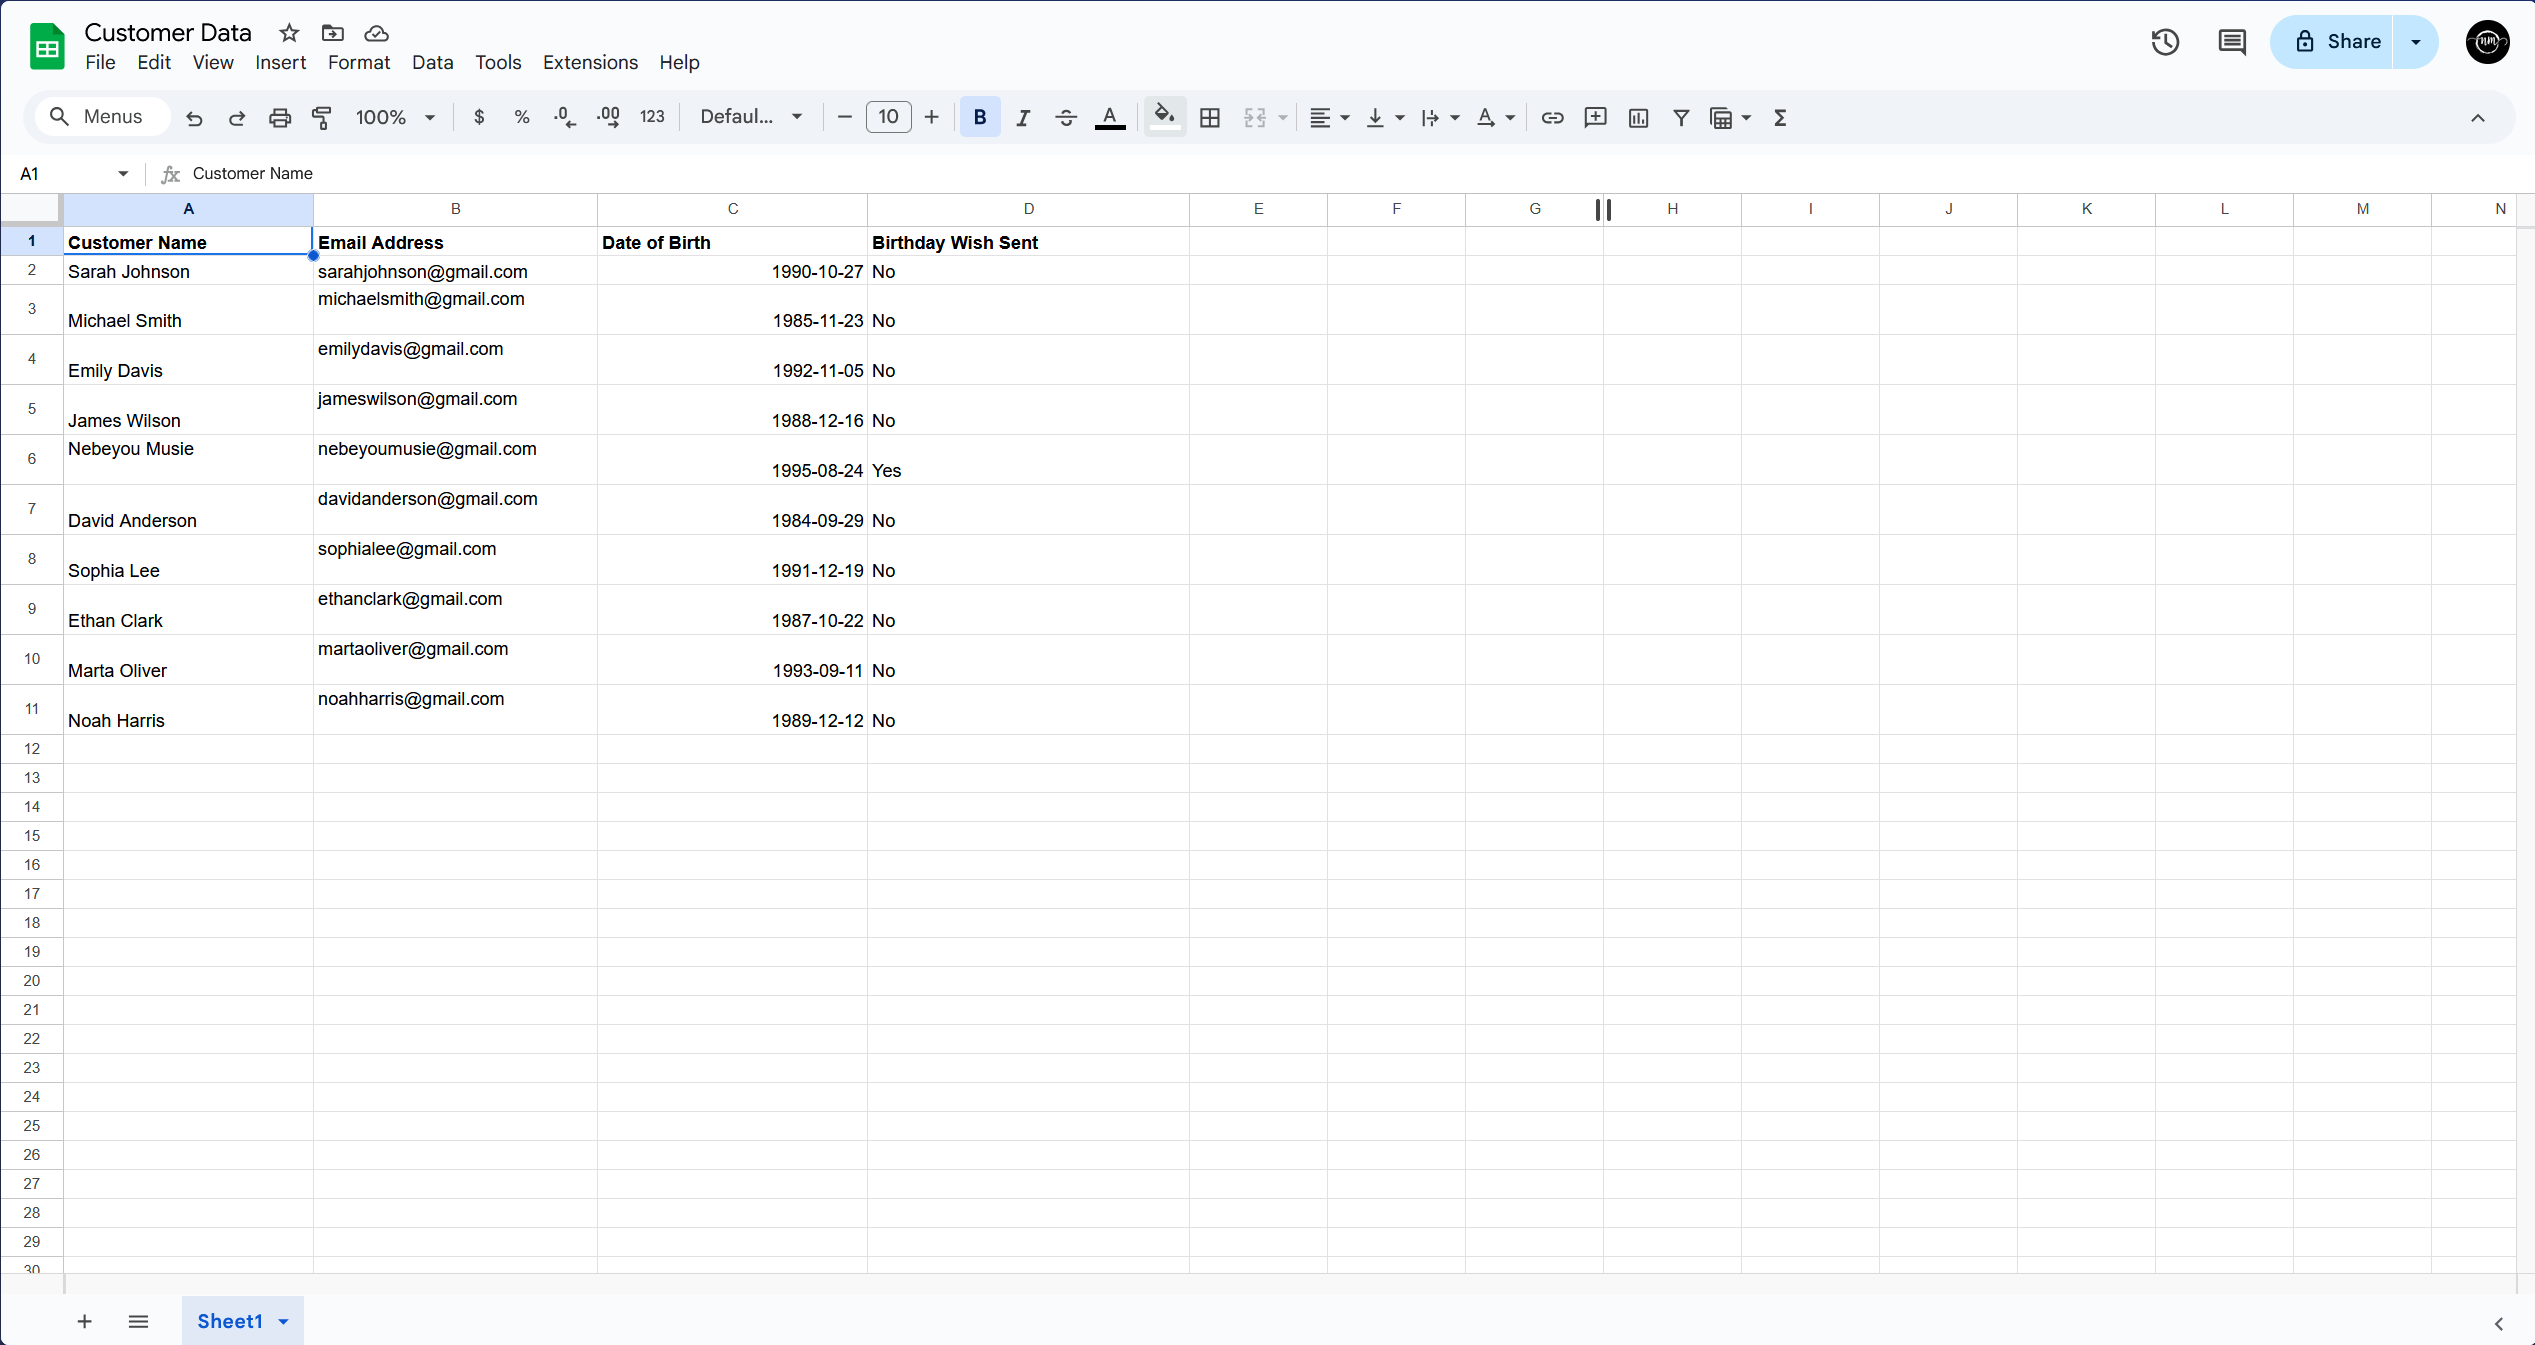 Customer Data
File Edit View Insert Format Data Tools Extensions Help
Share
Menus 100% $ % .0 .00 123 Defaul... 10 B I A A Σ
A1 fx Customer Name
A B C D E F G H I J K L M N
1 Customer Name Email Address Date of Birth Birthday Wish Sent
2 Sarah Johnson sarahjohnson@gmail.com 1990-10-27 No
3 Michael Smith michaelsmith@gmail.com 1985-11-23 No
4 Emily Davis emilydavis@gmail.com 1992-11-05 No
5 James Wilson jameswilson@gmail.com 1988-12-16 No
6 Nebeyou Musie nebeyoumusie@gmail.com 1995-08-24 Yes
7 David Anderson davidanderson@gmail.com 1984-09-29 No
8 Sophia Lee sophialee@gmail.com 1991-12-19 No
9 Ethan Clark ethanclark@gmail.com 1987-10-22 No
10 Marta Oliver martaoliver@gmail.com 1993-09-11 No
11 Noah Harris noahharris@gmail.com 1989-12-12 No
12
13
14
15
16
17
18
19
20
21
22
23
24
25
26
27
28
29
30
Sheet1